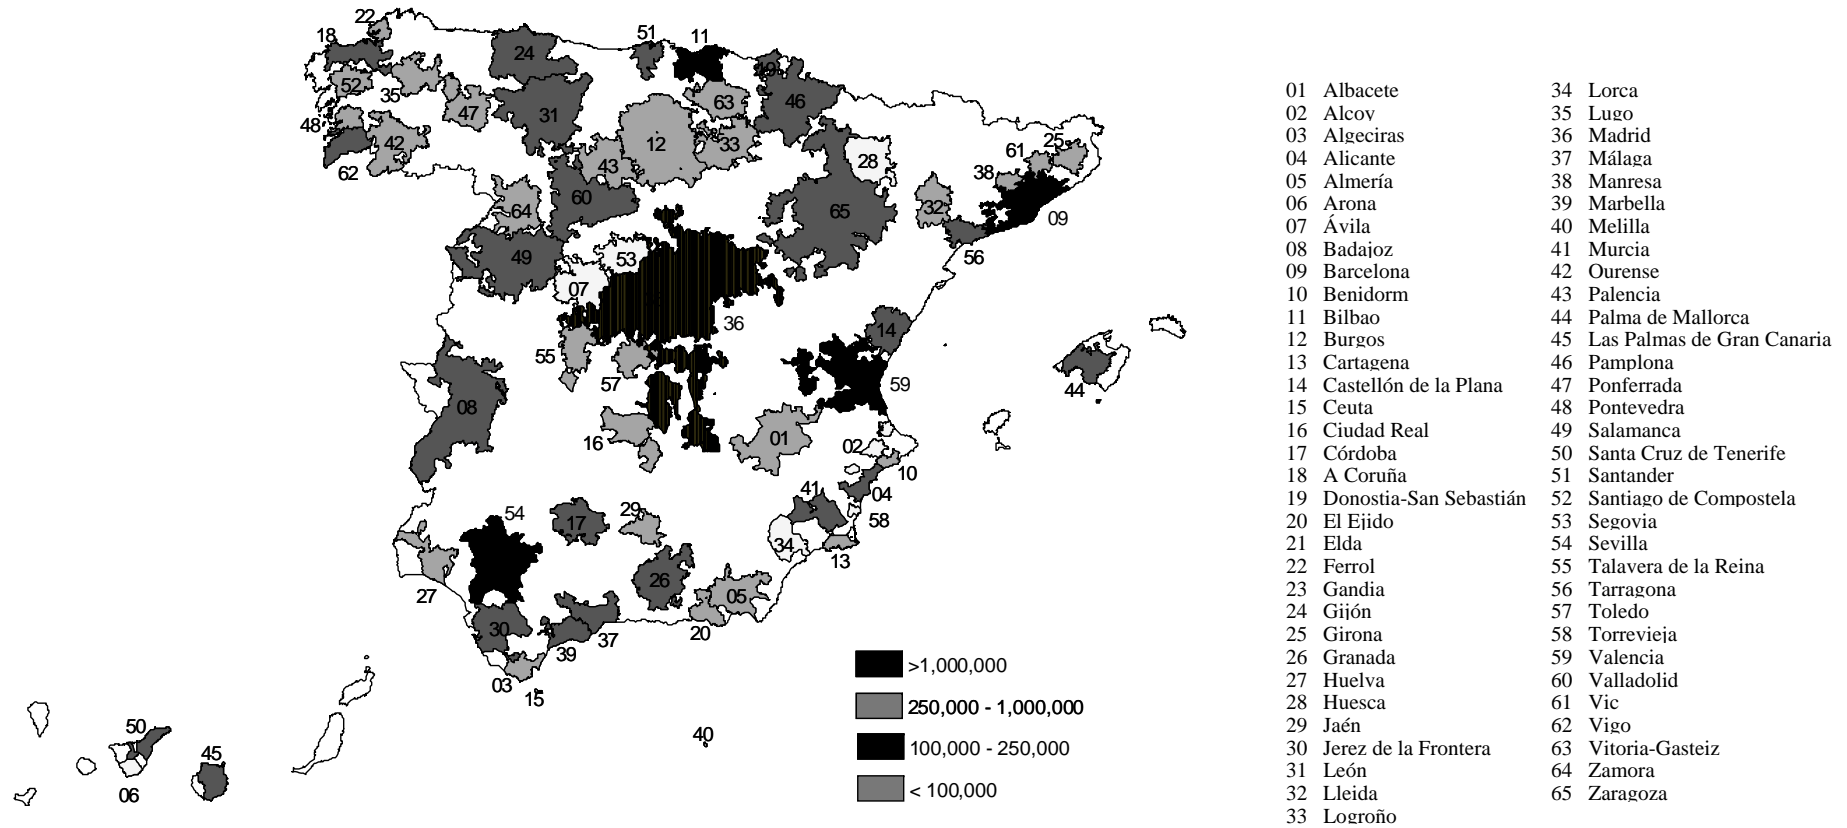 22
18
51
11
24
19
52
35
47
31
63
46
48
42
12
33
62
43
28
61
25
38
64
60
65
32
09
49
53
56
07
36
14
55
57
59
44
08
16
01
02
10
41
04
54
17
29
58
34
13
27
26
05
30
20
39
37
03
15
50
45
06
40
>1,000,000
250,000 - 1,000,000
100,000 - 250,000
< 100,000
01 Albacete
02 Alcoy
03 Algeciras
04 Alicante
05 Almería
06 Arona
07 Ávila
08 Badajoz
09 Barcelona
10 Benidorm
11 Bilbao
12 Burgos
13 Cartagena
14 Castellón de la Plana
15 Ceuta
16 Ciudad Real
17 Córdoba
18 A Coruña
19 Donostia-San Sebastián
20 El Ejido
21 Elda
22 Ferrol
23 Gandia
24 Gijón
25 Girona
26 Granada
27 Huelva
28 Huesca
29 Jaén
30 Jerez de la Frontera
31 León
32 Lleida
33 Logroño
34 Lorca
35 Lugo
36 Madrid
37 Málaga
38 Manresa
39 Marbella
40 Melilla
41 Murcia
42 Ourense
43 Palencia
44 Palma de Mallorca
45 Las Palmas de Gran Canaria
46 Pamplona
47 Ponferrada
48 Pontevedra
49 Salamanca
50 Santa Cruz de Tenerife
51 Santander
52 Santiago de Compostela
53 Segovia
54 Sevilla
55 Talavera de la Reina
56 Tarragona
57 Toledo
58 Torrevieja
59 Valencia
60 Valladolid
61 Vic
62 Vigo
63 Vitoria-Gasteiz
64 Zamora
65 Zaragoza